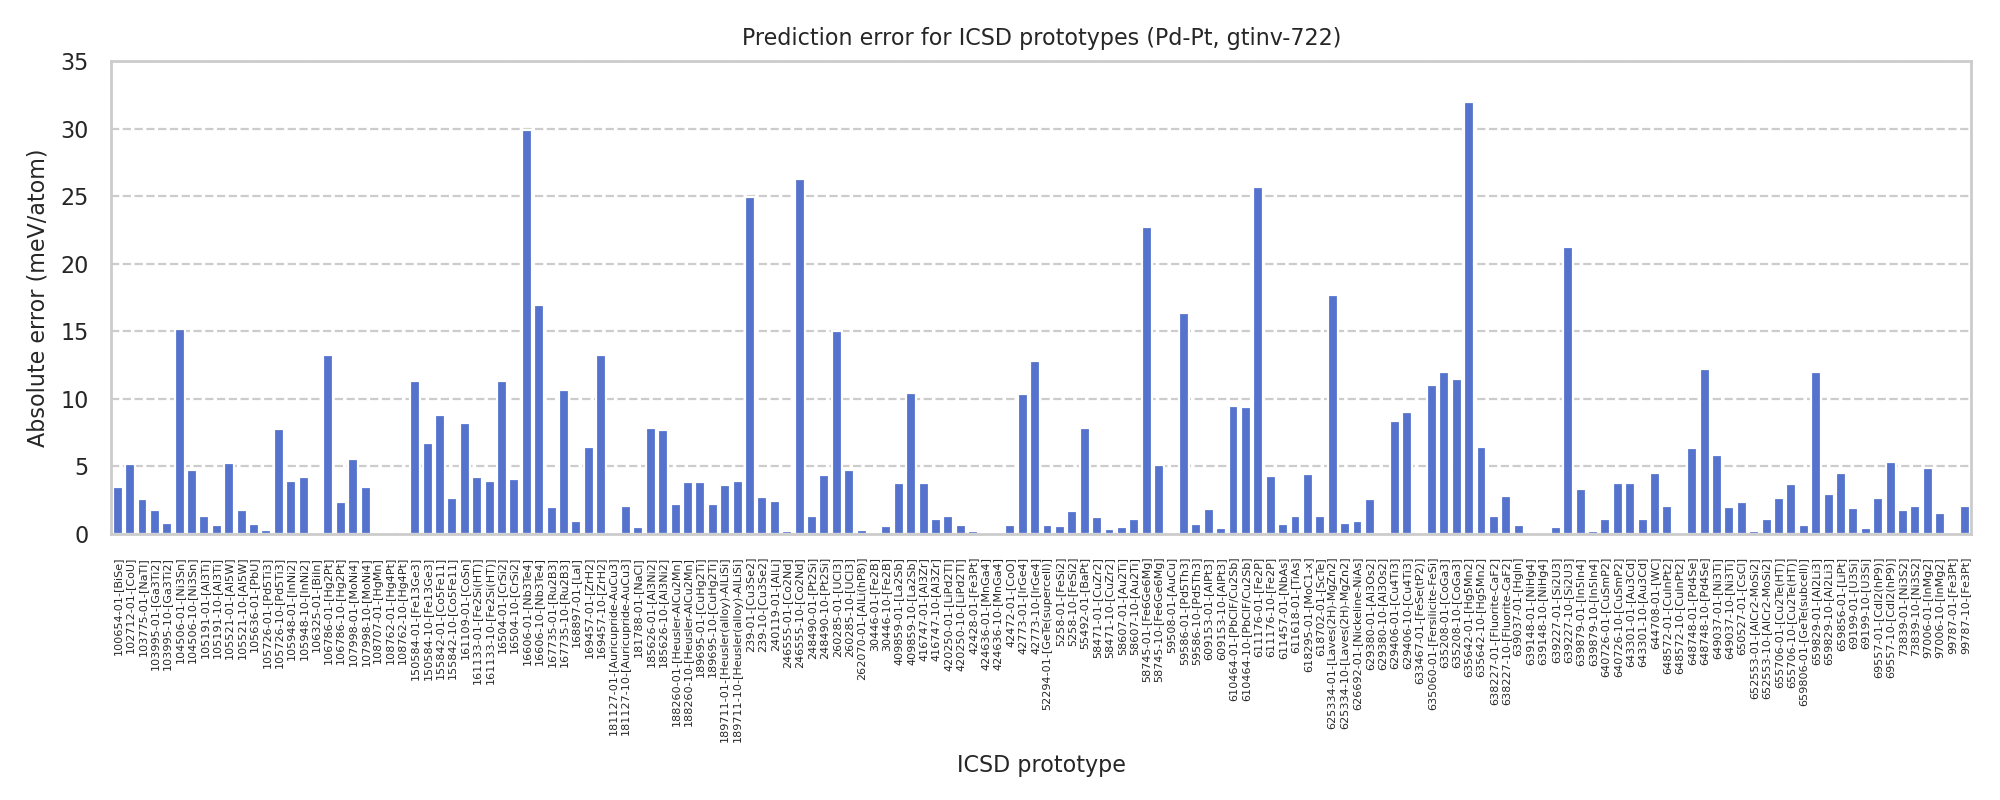 Prediction error for ICSD prototypes (Pd-Pt, gtinv-722)
Absolute error (meV/atom)
35
30
25
20
15
10
5
0
100654-01-[BiSe]
102712-01-[CoU]
103775-01-[NaTl]
103995-01-[Ga3Ti2]
103995-10-[Ga3Ti2]
104506-01-[Ni3Sn]
104506-10-[Ni3Sn]
105191-01-[Al3Ti]
105191-10-[Al3Ti]
105521-01-[Al5W]
105521-10-[Al5W]
105636-01-[PbU]
105726-01-[Pd5Ti3]
105726-10-[Pd5Ti3]
105948-01-[InNi2]
105948-10-[InNi2]
106325-01-[BiIn]
106786-01-[Hg2Pt]
106786-10-[Hg2Pt]
107998-01-[MoNi4]
107998-10-[MoNi4]
108707-01-[HgMn]
108762-01-[Hg4Pt]
108762-10-[Hg4Pt]
150584-01-[Fe13Ge3]
150584-10-[Fe13Ge3]
155842-01-[Co5Fe11]
155842-10-[Co5Fe11]
161109-01-[CoSn]
161133-01-[Fe2Si(HT)]
161133-10-[Fe2Si(HT)]
16504-01-[CrSi2]
16504-10-[CrSi2]
16606-01-[Nb3Te4]
16606-10-[Nb3Te4]
167735-01-[Ru2B3]
167735-10-[Ru2B3]
168897-01-[LaI]
169457-01-[ZrH2]
169457-10-[ZrH2]
181127-01-[Auricupride-AuCu3]
181127-10-[Auricupride-AuCu3]
181788-01-[NaCl]
185626-01-[Al3Ni2]
185626-10-[Al3Ni2]
188260-01-[Heusler-AlCu2Mn]
188260-10-[Heusler-AlCu2Mn]
189695-01-[CuHg2Ti]
189695-10-[CuHg2Ti]
189711-01-[Heusler(alloy)-AlLiSi]
189711-10-[Heusler(alloy)-AlLiSi]
239-01-[Cu3Se2]
239-10-[Cu3Se2]
240119-01-[AlLi]
246555-01-[Co2Nd]
246555-10-[Co2Nd]
248490-01-[Pt2Si]
248490-10-[Pt2Si]
260285-01-[UCl3]
260285-10-[UCl3]
262070-01-[AlLi(hP8)]
30446-01-[Fe2B]
30446-10-[Fe2B]
409859-01-[La2Sb]
409859-10-[La2Sb]
416747-01-[Al3Zr]
416747-10-[Al3Zr]
420250-01-[LiPd2Tl]
420250-10-[LiPd2Tl]
42428-01-[Fe3Pt]
424636-01-[MnGa4]
424636-10-[MnGa4]
42472-01-[CoO]
42773-01-[IrGe4]
42773-10-[IrGe4]
52294-01-[GeTe(supercell)]
5258-01-[FeSi2]
5258-10-[FeSi2]
55492-01-[BaPt]
58471-01-[CuZr2]
58471-10-[CuZr2]
58607-01-[Au2Ti]
58607-10-[Au2Ti]
58745-01-[Fe6Ge6Mg]
58745-10-[Fe6Ge6Mg]
59508-01-[AuCu]
59586-01-[Pd5Th3]
59586-10-[Pd5Th3]
609153-01-[AlPt3]
609153-10-[AlPt3]
610464-01-[PbClF/Cu2Sb]
610464-10-[PbClF/Cu2Sb]
611176-01-[Fe2P]
611176-10-[Fe2P]
611457-01-[NbAs]
611618-01-[TiAs]
618295-01-[MoC1-x]
618702-01-[ScTe]
625334-01-[Laves(2H)-MgZn2]
625334-10-[Laves(2H)-MgZn2]
626692-01-[Nickeline-NiAs]
629380-01-[Al3Os2]
629380-10-[Al3Os2]
629406-01-[Cu4Ti3]
629406-10-[Cu4Ti3]
633467-01-[FeSe(tP2)]
635060-01-[Fersilicite-FeSi]
635208-01-[CoGa3]
635208-10-[CoGa3]
635642-01-[Hg5Mn2]
635642-10-[Hg5Mn2]
638227-01-[Fluorite-CaF2]
638227-10-[Fluorite-CaF2]
639037-01-[HgIn]
639148-01-[NiHg4]
639148-10-[NiHg4]
639227-01-[Si2U3]
639227-10-[Si2U3]
639879-01-[In5In4]
639879-10-[In5In4]
640726-01-[CuSmP2]
640726-10-[CuSmP2]
643301-01-[Au3Cd]
643301-10-[Au3Cd]
644708-01-[WC]
648572-01-[CuInPt2]
648572-10-[CuInPt2]
648748-01-[Pd4Se]
648748-10-[Pd4Se]
649037-01-[Ni3Ti]
649037-10-[Ni3Ti]
650527-01-[CsCl]
652553-01-[AlCr2-MoSi2]
652553-10-[AlCr2-MoSi2]
655706-01-[Cu2Te(HT)]
655706-10-[Cu2Te(HT)]
659806-01-[GeTe(subcell)]
659829-01-[Al2Li3]
659829-10-[Al2Li3]
659856-01-[LiPt]
69199-01-[U3Si]
69199-10-[U3Si]
69557-01-[CdI2(hP9)]
69557-10-[CdI2(hP9)]
73839-01-[Ni3S2]
73839-10-[Ni3S2]
97006-01-[InMg2]
97006-10-[InMg2]
99787-01-[Fe3Pt]
99787-10-[Fe3Pt]
ICSD prototype